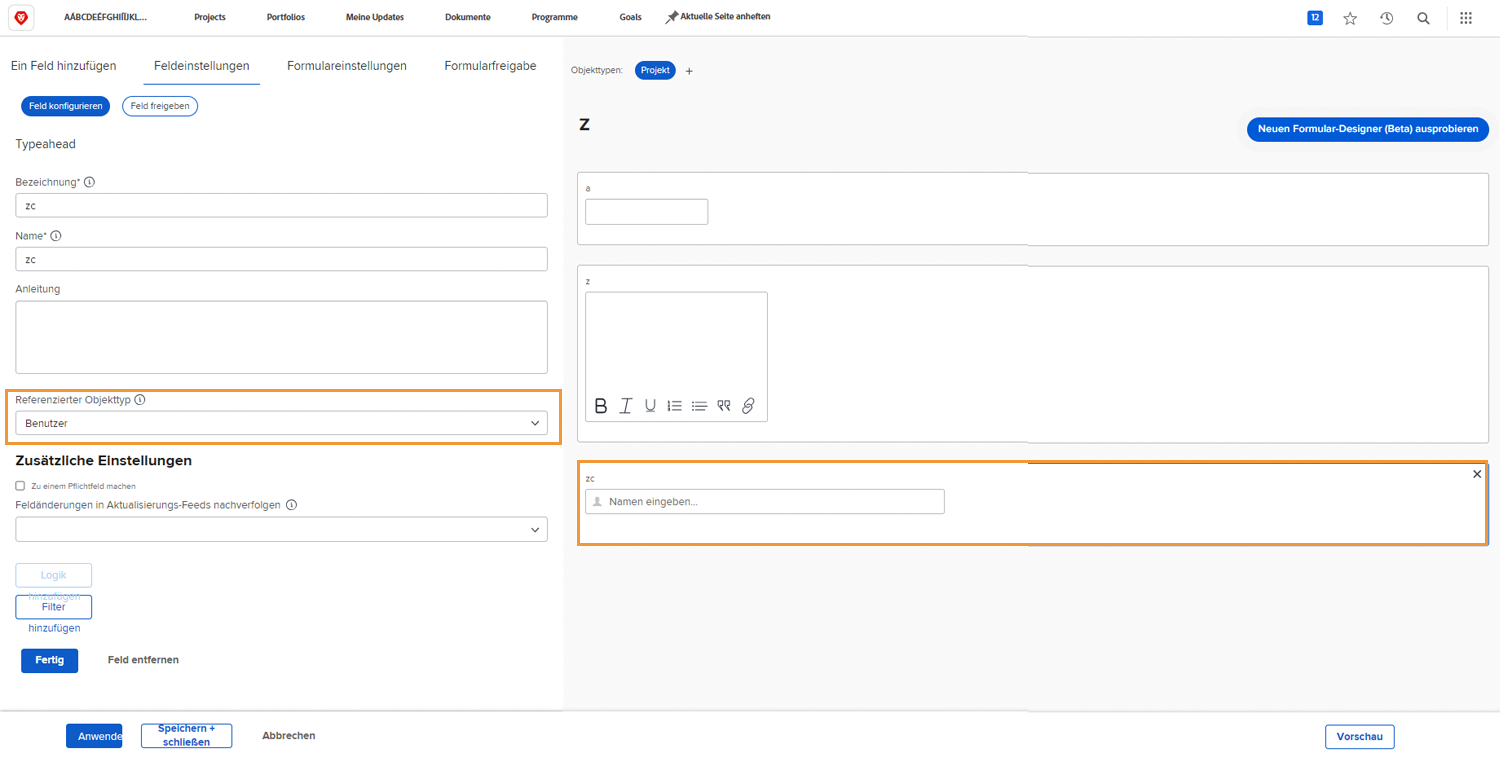 AÁBCDEÉFGHIÍÏJKL...
Projects
Portfolios
Meine Updates
Dokumente
Programme
Goals
Aktuelle Seite anheften
12
Ein Feld hinzufügen
Feldeinstellungen
Formulareinstellungen
Formularfreigabe
Feld konfigurieren
Feld freigeben
Typeahead
Bezeichnung*
zc
Name*
zc
Anleitung
Referenzierter Objekttyp
Benutzer
Zusätzliche Einstellungen
Zu einem Pflichtfeld machen
Feldänderungen in Aktualisierungs-Feeds nachverfolgen
Logik
hinzufügen
Filter
hinzufügen
Fertig
Feld entfernen
Objekttypen:
Projekt
+
Z
Neuen Formular-Designer (Beta) ausprobieren
a
z
B I U
zc
Namen eingeben...
Anwende
Speichern +
schließen
Abbrechen
Vorschau